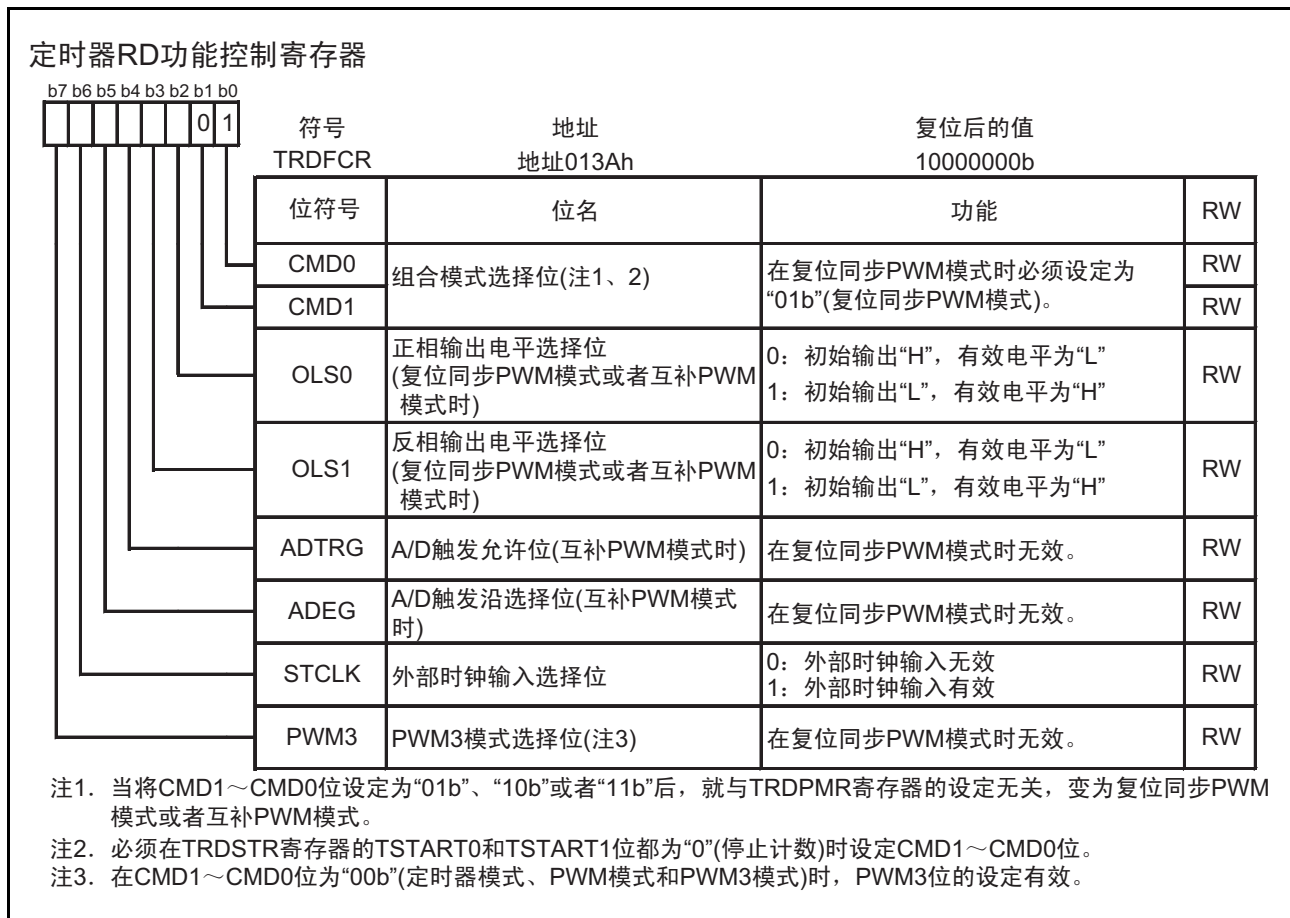 定时器RD功能控制寄存器
b7 b6 b5 b4 b3 b2 b1 b0
0 1
符号 地址 复位后的值
TRDFCR 地址013Ah 10000000b
位符号 位名 功能 RW
CMD0 组合模式选择位(注1、2) 在复位同步PWM模式时必须设定为 RW
CMD1 “01b”(复位同步PWM模式)。 RW
OLS0 正相输出电平选择位
(复位同步PWM模式或者互补PWM
模式时)
0：初始输出“H”，有效电平为“L”
1：初始输出“L”，有效电平为“H”
RW
OLS1 反相输出电平选择位
(复位同步PWM模式或者互补PWM
模式时)
0：初始输出“H”，有效电平为“L”
1：初始输出“L”，有效电平为“H”
RW
ADTRG A/D触发允许位(互补PWM模式时) 在复位同步PWM模式时无效。 RW
ADEG A/D触发沿选择位(互补PWM模式
时)
在复位同步PWM模式时无效。 RW
STCLK 外部时钟输入选择位
0：外部时钟输入无效
1：外部时钟输入有效
RW
PWM3 PWM3模式选择位(注3) 在复位同步PWM模式时无效。 RW
注1. 当将CMD1～CMD0位设定为“01b”、“10b”或者“11b”后，就与TRDPMR寄存器的设定无关，变为复位同步PWM
模式或者互补PWM模式。
注2. 必须在TRDSTR寄存器的TSTART0和TSTART1位都为“0”(停止计数)时设定CMD1～CMD0位。
注3. 在CMD1～CMD0位为“00b”(定时器模式、PWM模式和PWM3模式)时，PWM3位的设定有效。